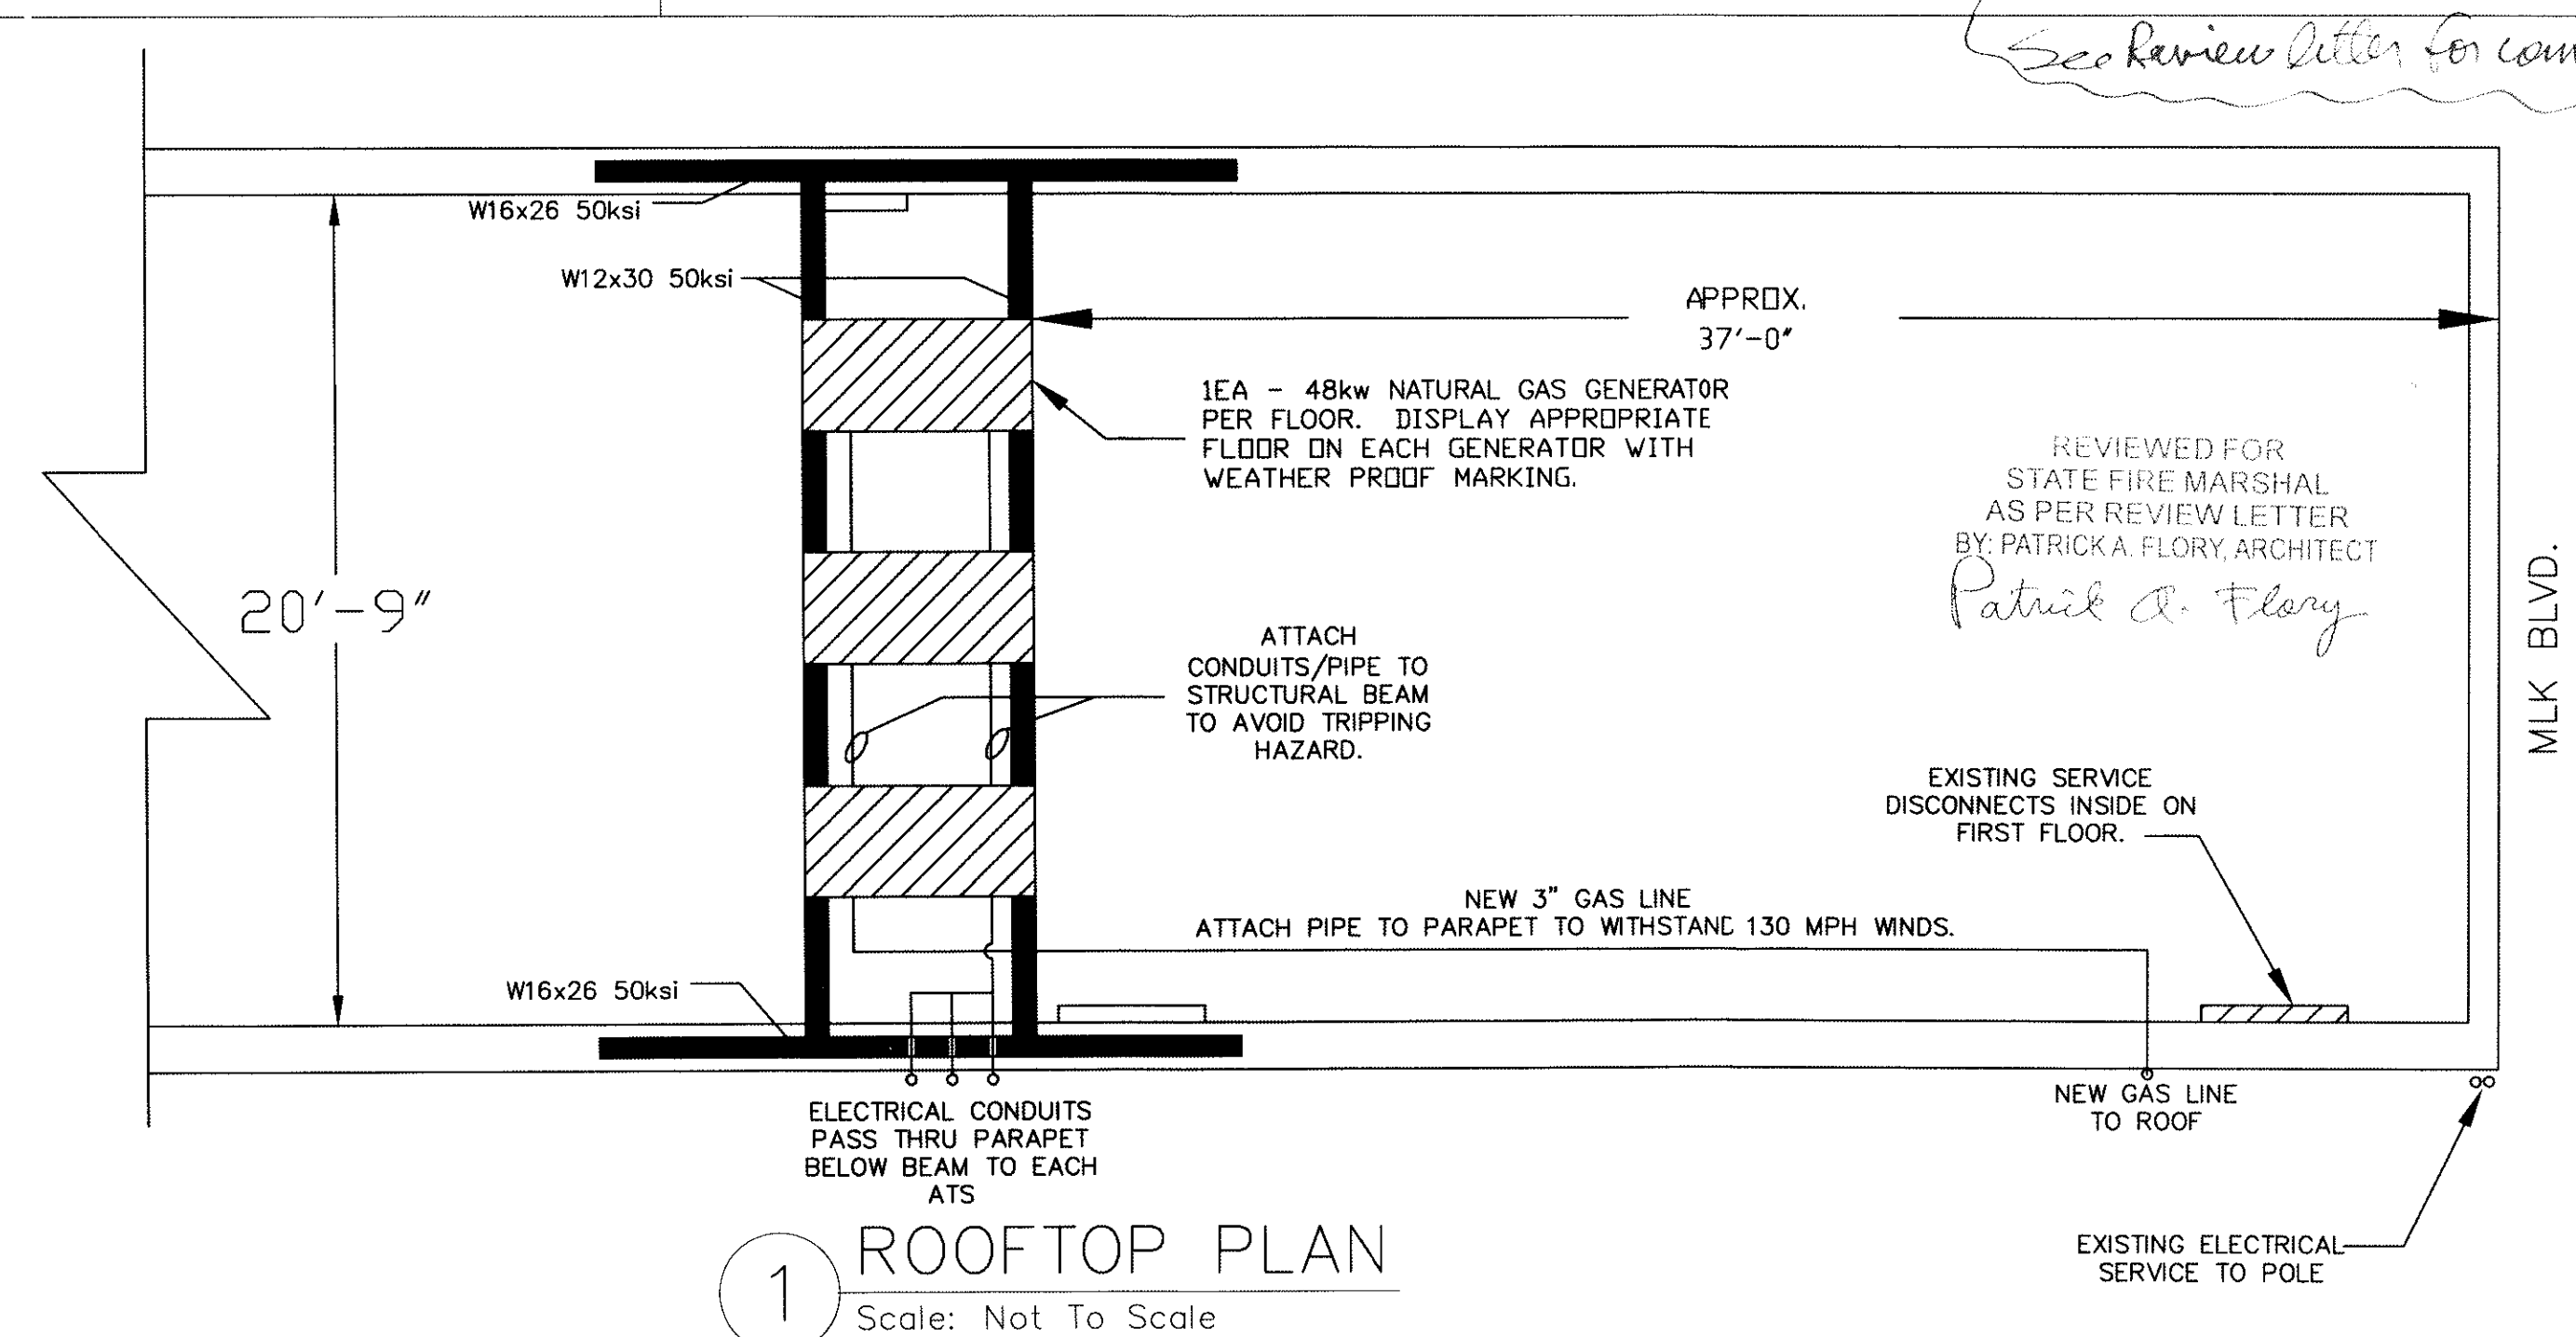 See Review letter for
W16x26 50ksi
W12x30 50ksi
APPROX.
37'-0"
1EA - 48kw NATURAL GAS GENERATOR
PER FLOOR. DISPLAY APPROPRIATE
FLOOR ON EACH GENERATOR WITH
WEATHER PROOF MARKING.
REVIEWED FOR
STATE FIRE MARSHAL
AS PER REVIEW LETTER
BY: PATRICK A. FLORY, ARCHITECT
Patrick A. Flory
MLK BLVD.
20'-9"
ATTACH
CONDUITS/PIPE TO
STRUCTURAL BEAM
TO AVOID TRIPPING
HAZARD.
EXISTING SERVICE
DISCONNECTS INSIDE ON
FIRST FLOOR.
NEW 3" GAS LINE
ATTACH PIPE TO PARAPET TO WITHSTAND 130 MPH WINDS.
W16x26 50ksi
ELECTRICAL CONDUITS
PASS THRU PARAPET
BELOW BEAM TO EACH
ATS
NEW GAS LINE
TO ROOF
EXISTING ELECTRICAL
SERVICE TO POLE
1
ROOFTOP PLAN
Scale: Not To Scale